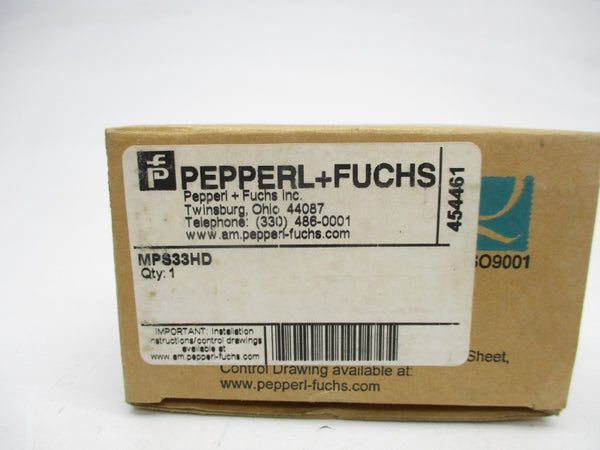 PEPPERL+FUCHS
Pepperl + Fuchs Inc.
Twinsburg, Ohio 44087
Telephone: (330) 486-0001
www.am.pepperl-fuchs.com
454461
MPS33HD
Qty: 1
IMPORTANT: Installation
instructions/control drawings
available at
www.am.pepperl-fuchs.com
SO9001
Sheet,
Control Drawing available at:
www.pepperl-fuchs.com